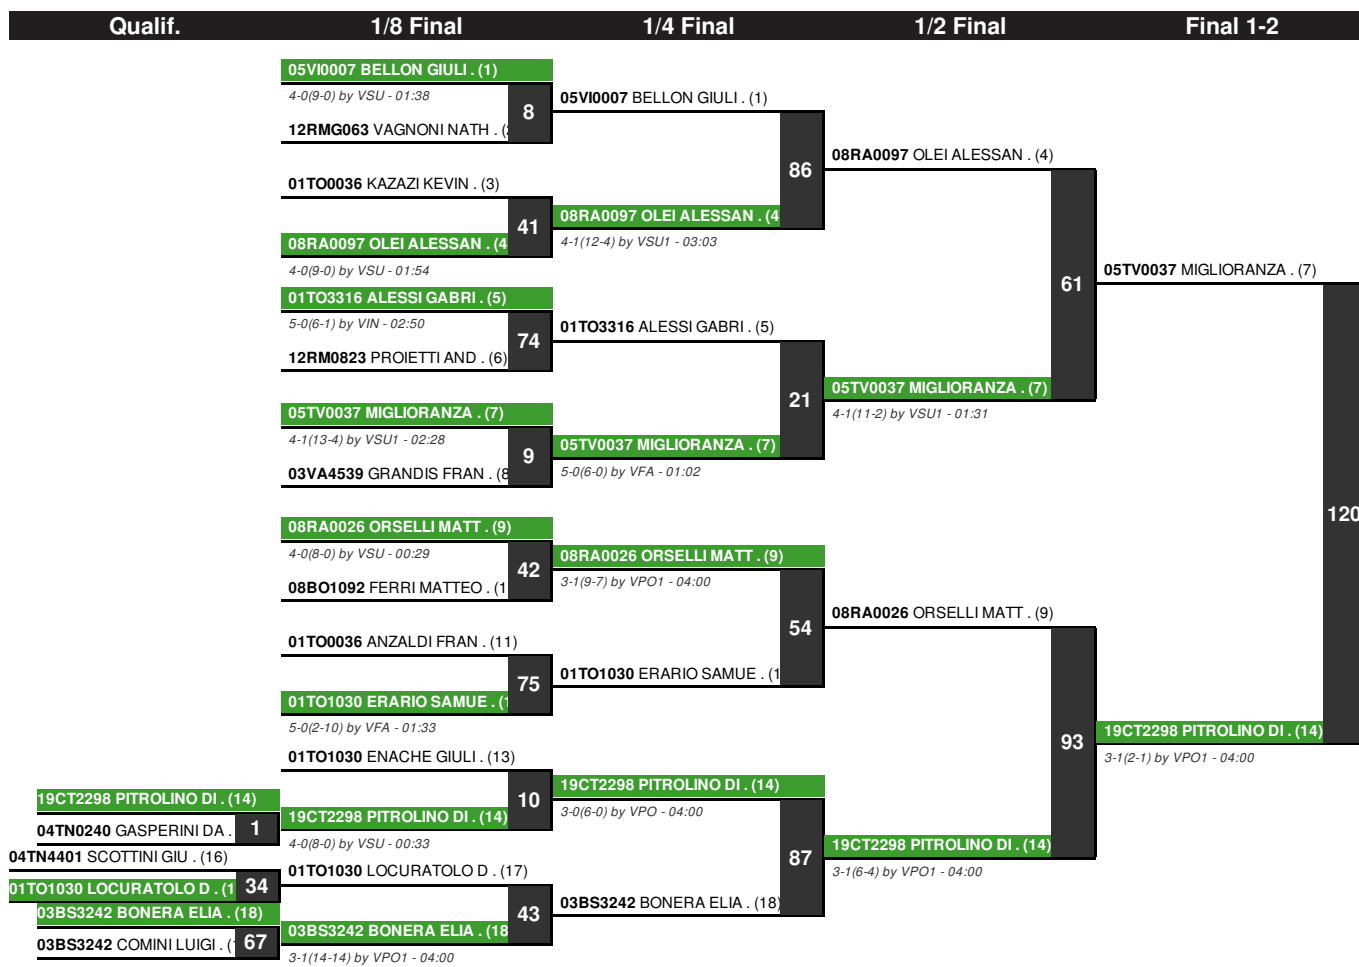 Qualif. 1/8 Final 1/4 Final 1/2 Final Final 1-2
05VI0007 BELLON GIULI . (1)
4-0(9-0) by VSU - 01:38
8
05VI0007 BELLON GIULI . (1)
12RMG063 VAGNONI NATH . (
86
08RA0097 OLEI ALESSAN . (4)
01TO0036 KAZAZI KEVIN . (3)
41
08RA0097 OLEI ALESSAN . (4
08RA0097 OLEI ALESSAN . (4
4-1(12-4) by VSU1 - 03:03
4-0(9-0) by VSU - 01:54
61
05TV0037 MIGLIORANZA . (7)
01TO3316 ALESSI GABRI . (5)
5-0(6-1) by VIN - 02:50
74
01TO3316 ALESSI GABRI . (5)
12RM0823 PROIETTI AND . (6)
21
05TV0037 MIGLIORANZA . (7)
4-1(11-2) by VSU1 - 01:31
05TV0037 MIGLIORANZA . (7)
4-1(13-4) by VSU1 - 02:28
9
05TV0037 MIGLIORANZA . (7)
03VA4539 GRANDIS FRAN . (8
5-0(6-0) by VFA - 01:02
120
08RA0026 ORSELLI MATT . (9)
4-0(8-0) by VSU - 00:29
42
08RA0026 ORSELLI MATT . (9)
08BO1092 FERRI MATTEO . (1
3-1(9-7) by VPO1 - 04:00
54
08RA0026 ORSELLI MATT . (9)
01TO0036 ANZALDI FRAN . (11)
75
01TO1030 ERARIO SAMUE . (1
01TO1030 ERARIO SAMUE . (1
5-0(2-10) by VFA - 01:33
93
19CT2298 PITROLINO DI . (14)
3-1(2-1) by VPO1 - 04:00
01TO1030 ENACHE GIULI . (13)
10
19CT2298 PITROLINO DI . (14)
19CT2298 PITROLINO DI . (14)
3-0(6-0) by VPO - 04:00
19CT2298 PITROLINO DI . (14)
4-0(8-0) by VSU - 00:33
04TN0240 GASPERINI DA .
1
87
19CT2298 PITROLINO DI . (14)
3-1(6-4) by VPO1 - 04:00
04TN4401 SCOTTINI GIU . (16)
34
01TO1030 LOCURATOLO D . (17)
01TO1030 LOCURATOLO D . (1
43
03BS3242 BONERA ELIA . (18)
03BS3242 BONERA ELIA . (18)
67
03BS3242 BONERA ELIA . (18
03BS3242 COMINI LUIGI . (
3-1(14-14) by VPO1 - 04:00